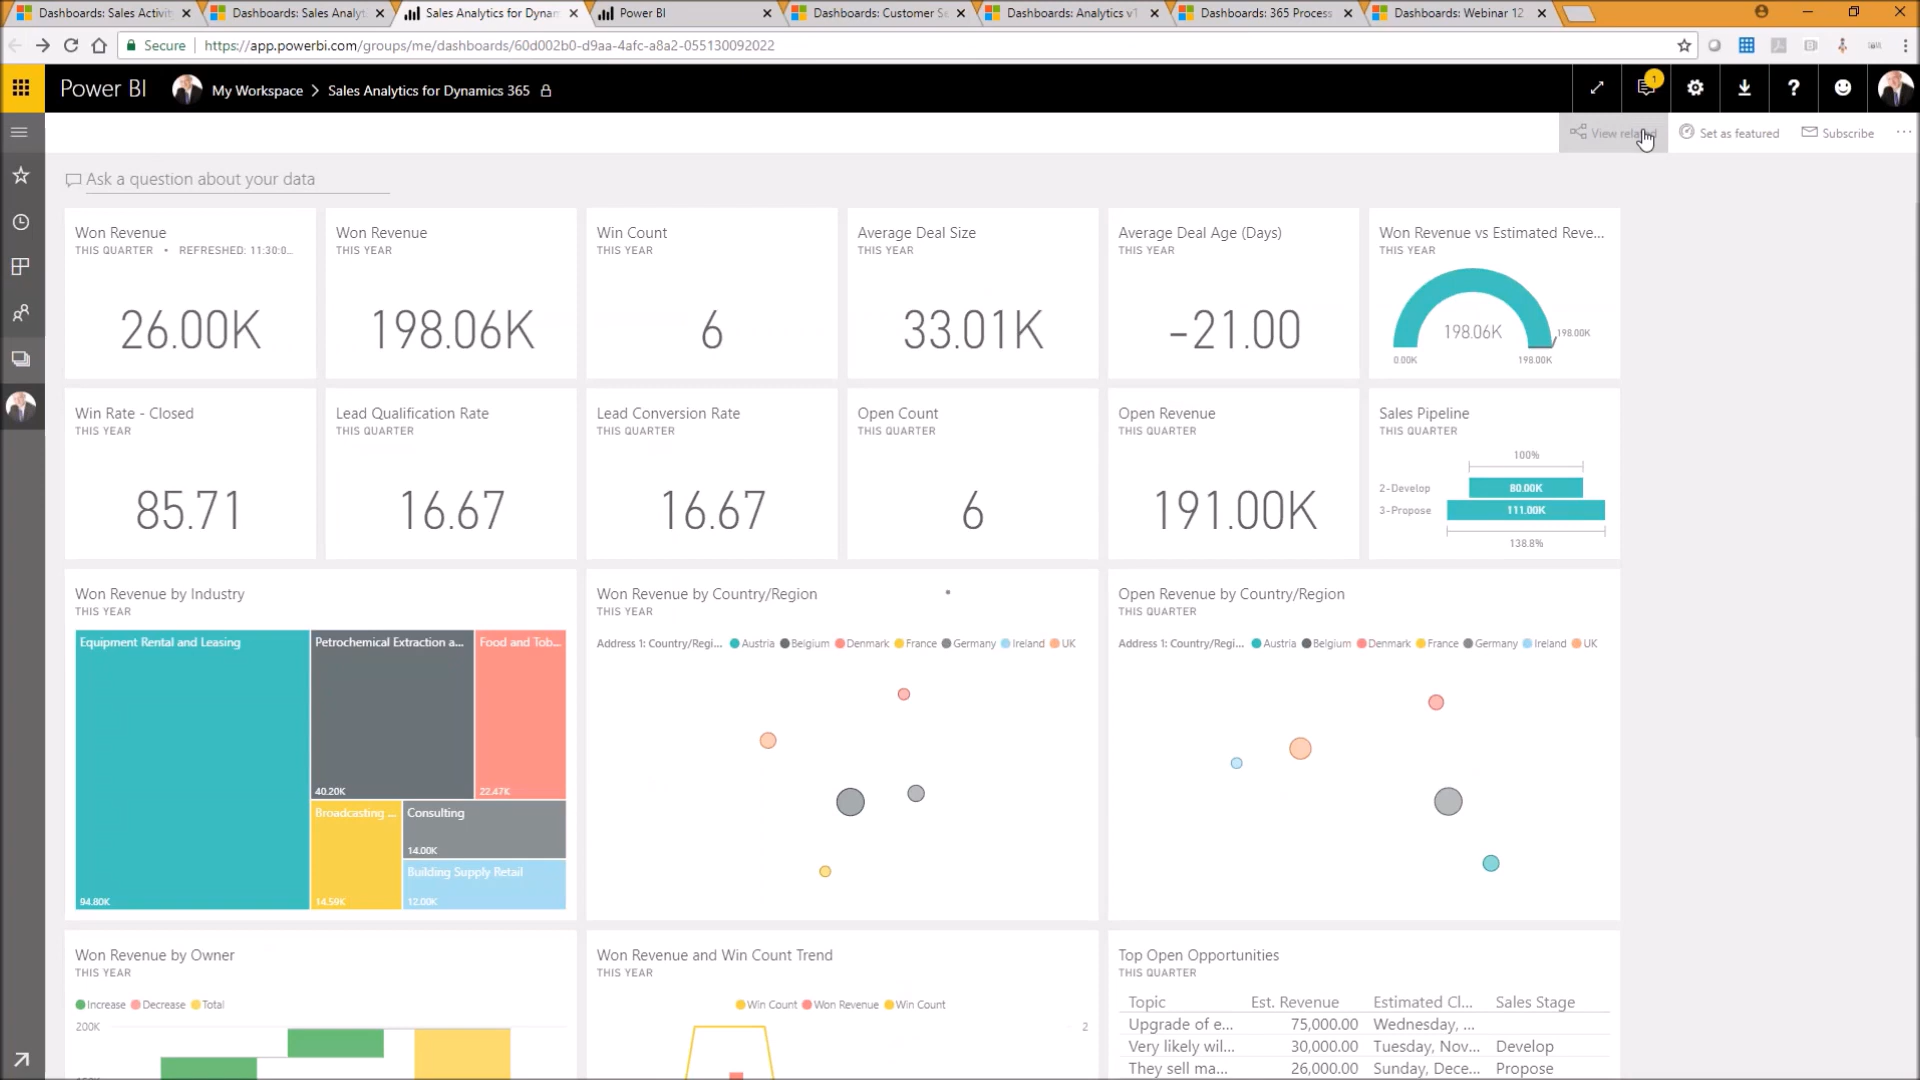 Dashboards: Sales Activit
Dashboards: Sales Analyt
Sales Analytics for Dynam
Power BI
Dashboards: Customer Se
Dashboards: Analytics v1
Dashboards: 365 Process
Dashboards: Webinar 12
Secure
https://app.powerbi.com/groups/me/dashboards/60d002b0-d9aa-4afc-a8a2-055130092022
Power BI
My Workspace > Sales Analytics for Dynamics 365
1
View rela
Set as featured
Subscribe
Ask a question about your data
Won Revenue
THIS QUARTER • REFRESHED: 11:30:0...
26.00K
Won Revenue
THIS YEAR
198.06K
Win Count
THIS YEAR
6
Average Deal Size
THIS YEAR
33.01K
Average Deal Age (Days)
THIS YEAR
-21.00
Won Revenue vs Estimated Reve...
THIS YEAR
198.06K
198.00K
0.00K
198.00K
Win Rate - Closed
THIS YEAR
85.71
Lead Qualification Rate
THIS QUARTER
16.67
Lead Conversion Rate
THIS QUARTER
16.67
Open Count
THIS QUARTER
6
Open Revenue
THIS QUARTER
191.00K
Sales Pipeline
THIS QUARTER
100%
2-Develop 80.00K
3-Propose 111.00K
138.8%
Won Revenue by Industry
THIS YEAR
Equipment Rental and Leasing
94.80K
Petrochemical Extraction a...
40.20K
Food and Tob...
22.47K
Broadcasting ...
14.59K
Consulting
14.00K
Building Supply Retail
12.00K
Won Revenue by Country/Region
THIS YEAR
Address 1: Country/Regi... Austria Belgium Denmark France Germany Ireland UK
Open Revenue by Country/Region
THIS QUARTER
Address 1: Country/Regi... Austria Belgium Denmark France Germany Ireland UK
Won Revenue by Owner
THIS YEAR
Increase Decrease Total
200K
Won Revenue and Win Count Trend
THIS YEAR
Win Count Won Revenue Win Count
2
Top Open Opportunities
THIS QUARTER
Topic Est. Revenue Estimated Cl... Sales Stage
Upgrade of e... 75,000.00 Wednesday, ...
Very likely wil... 30,000.00 Tuesday, Nov... Develop
They sell ma... 26,000.00 Sunday, Dece... Propose